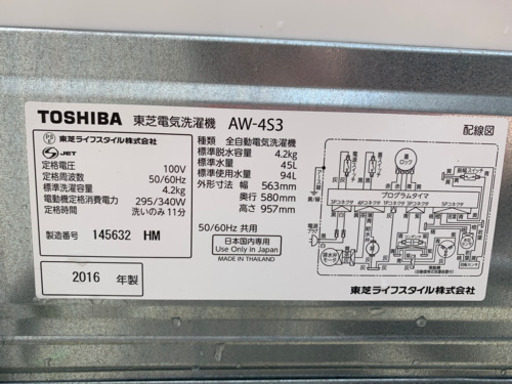 TOSHIBA 東芝電気洗濯機 AW-4S3
配線図
東芝ライフスタイル株式会社
JET
定格電圧 100V
定格周波数 50/60Hz
標準洗濯容量 4.2kg
電動機定格消費電力 295/340W
定格時間 洗いのみ 11分
製造番号 145632 HM
2016 年製
種類 全自動電気洗濯機
標準脱水容量 4.2kg
標準水量 45L
標準使用水量 94L
外形寸法 幅 563mm
奥行 580mm
高さ 957mm
50/60Hz 共用
日本国内専用
Use Only in Japan
MADE IN THAILAND
プログラムタイマ
東芝ライフスタイル株式会社